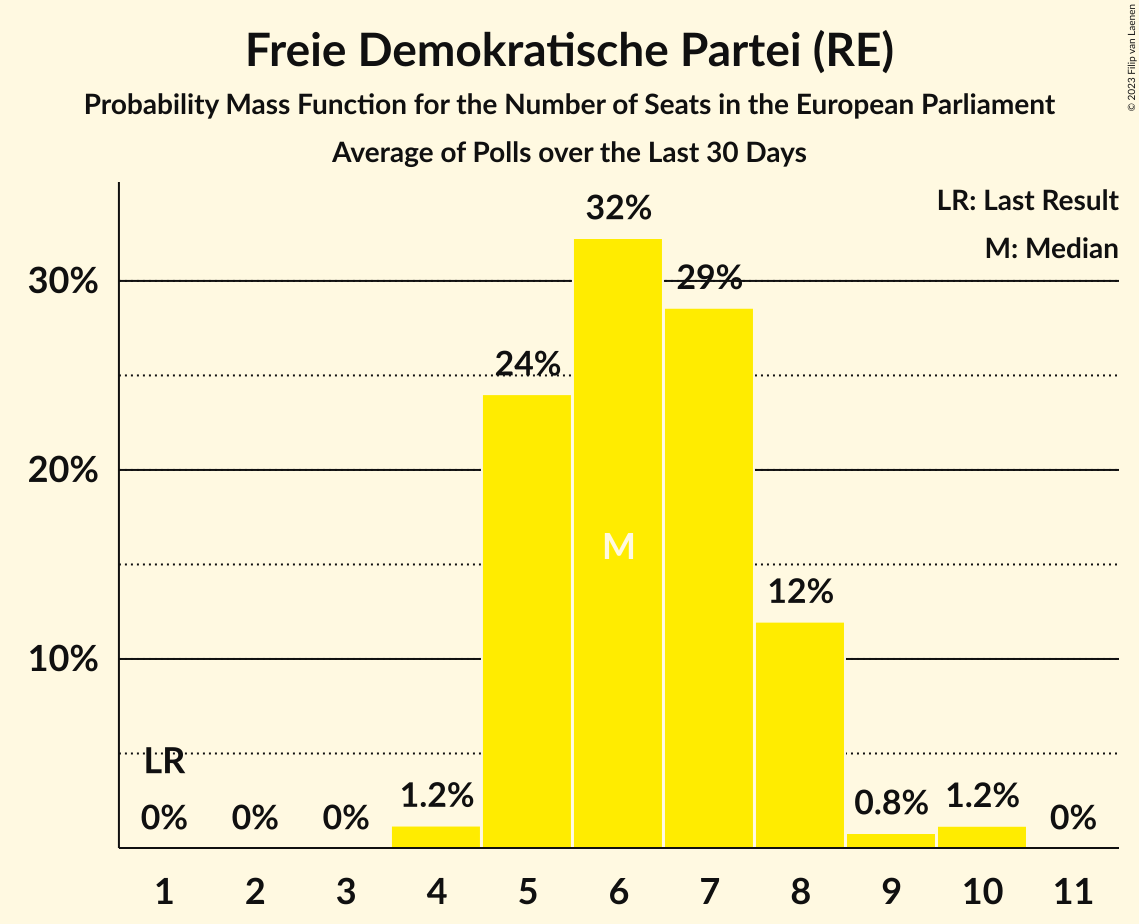 Freie Demokratische Partei (RE)
Probability Mass Function for the Number of Seats in the European Parliament
Average of Polls over the Last 30 Days
© 2023 Filip van Laenen
LR: Last Result
M: Median
32%
30%
29%
24%
20%
M
12%
10%
LR
0%
0%
0%
1.2%
0.8%
1.2%
0%
1 2 3 4 5 6 7 8 9 10 11